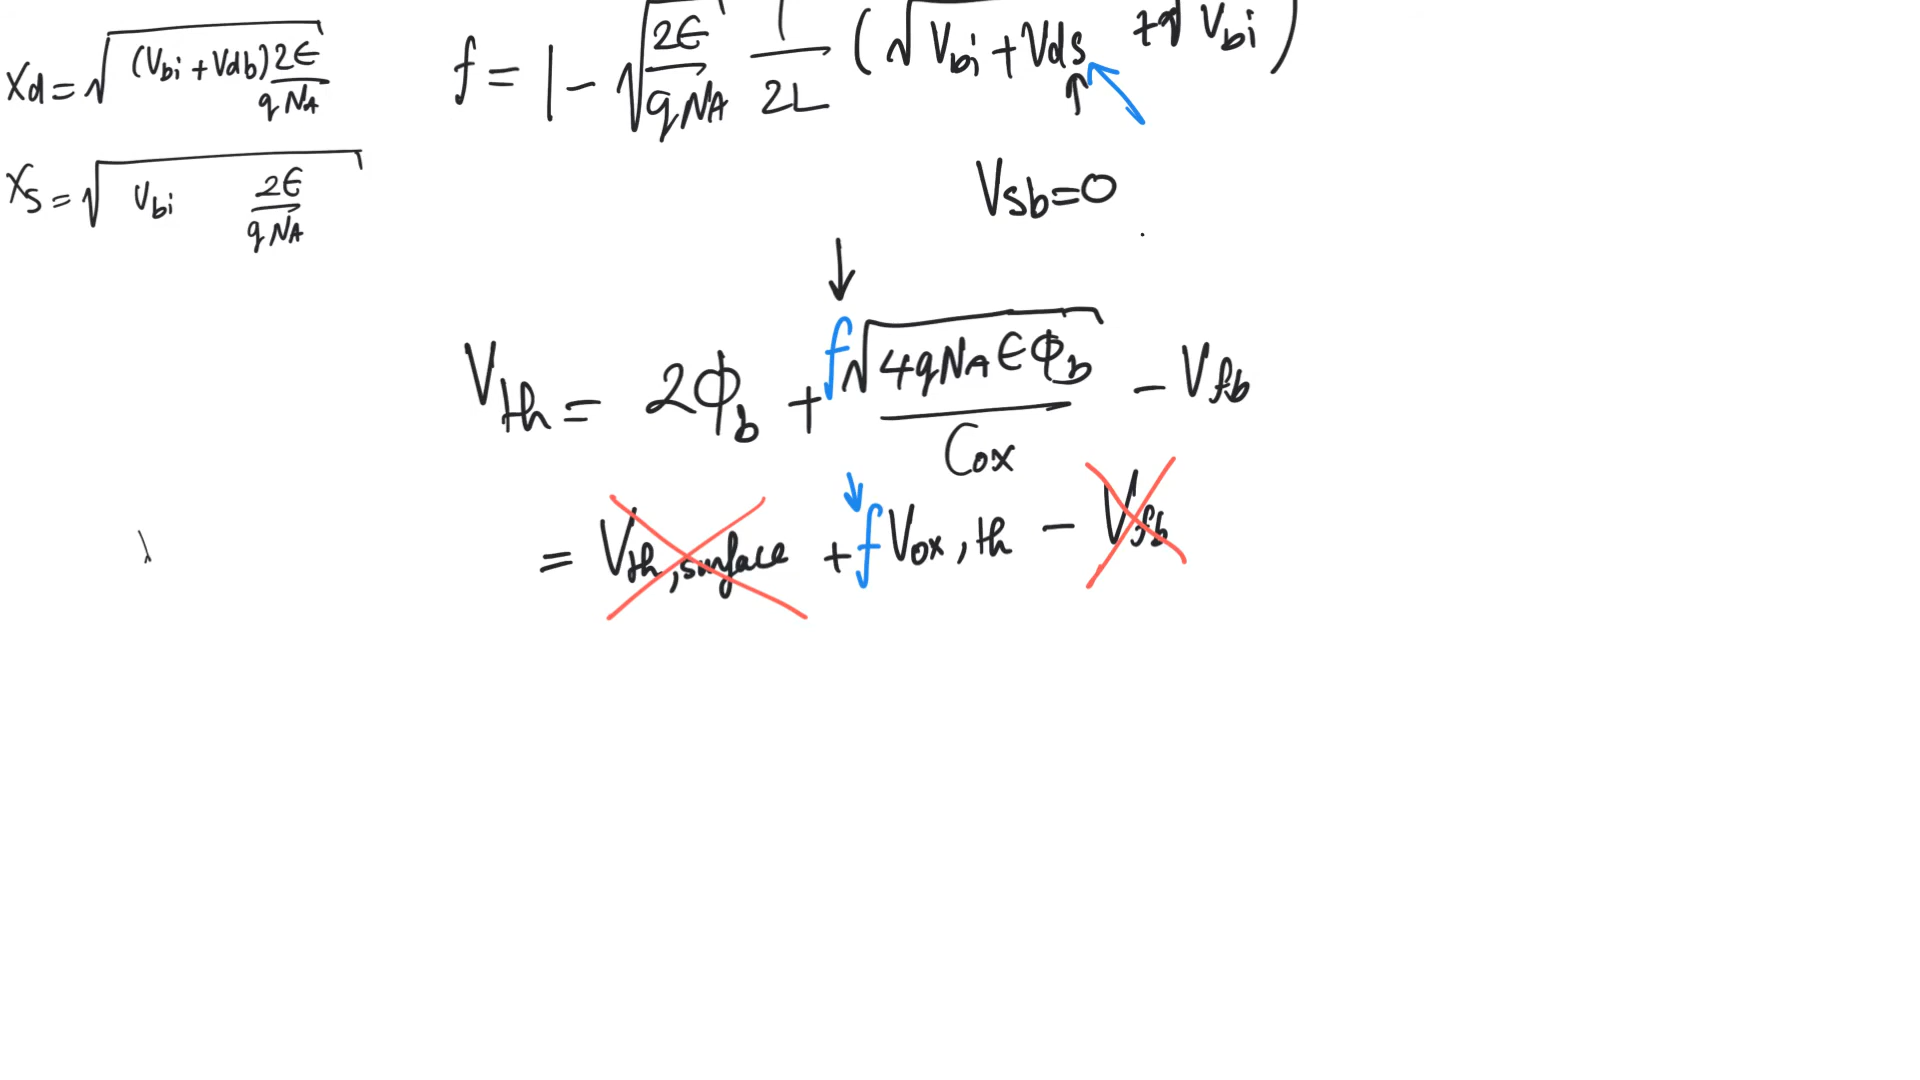 Xd = √((Vbi + Vdb) 2ϵ / qNA)
f = 1 - √(2ϵ / qNA) 1 / 2L (√(Vbi + Vds) + √Vbi)
Xs = √(Vbi 2ϵ / qNA)
Vsb = 0
Vth = 2ϕb + f √(4qNAϵϕb) / Cox - Vfb
= Vth,surface + f Vox,th - Vfb